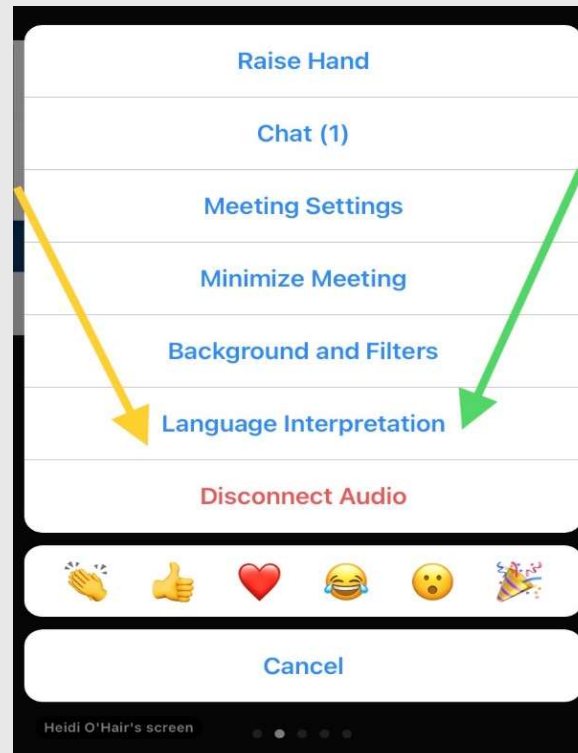 Raise Hand
Chat (1)
Meeting Settings
Minimize Meeting
Background and Filters
Language Interpretation
Disconnect Audio
Cancel
Heidi O'Hair's screen